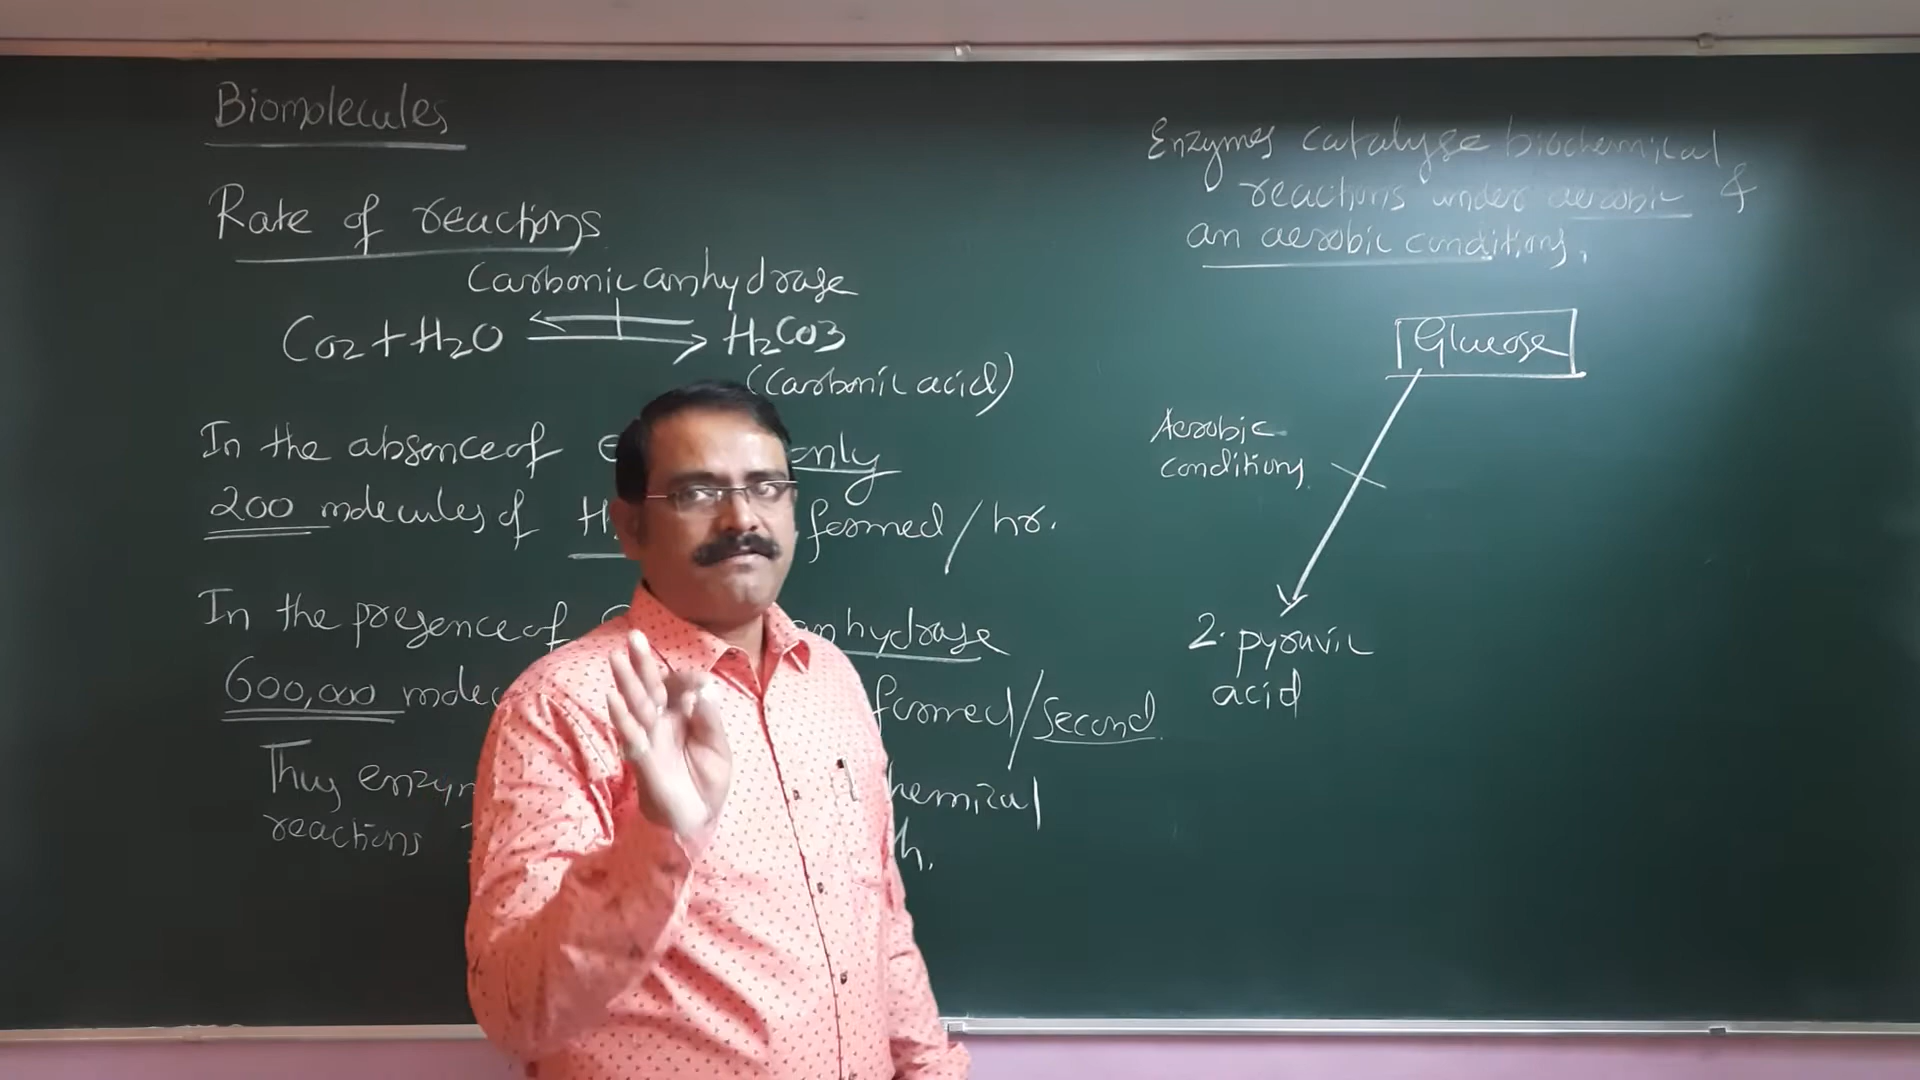 Biomolecules
Rate of reactions
Carbonic anhydrase
Co2 + H2O H2CO3
(Carbonic acid)
In the absence of only
200 molecules of formed / hr.
In the presence of anhydrase
600,000 formed / second.
Thus
reactions
Enzymes catalyse biochemical
reactions under aerobic &
an aerobic conditions.
Glucose
Aerobic
conditions
2. pyruvic
acid